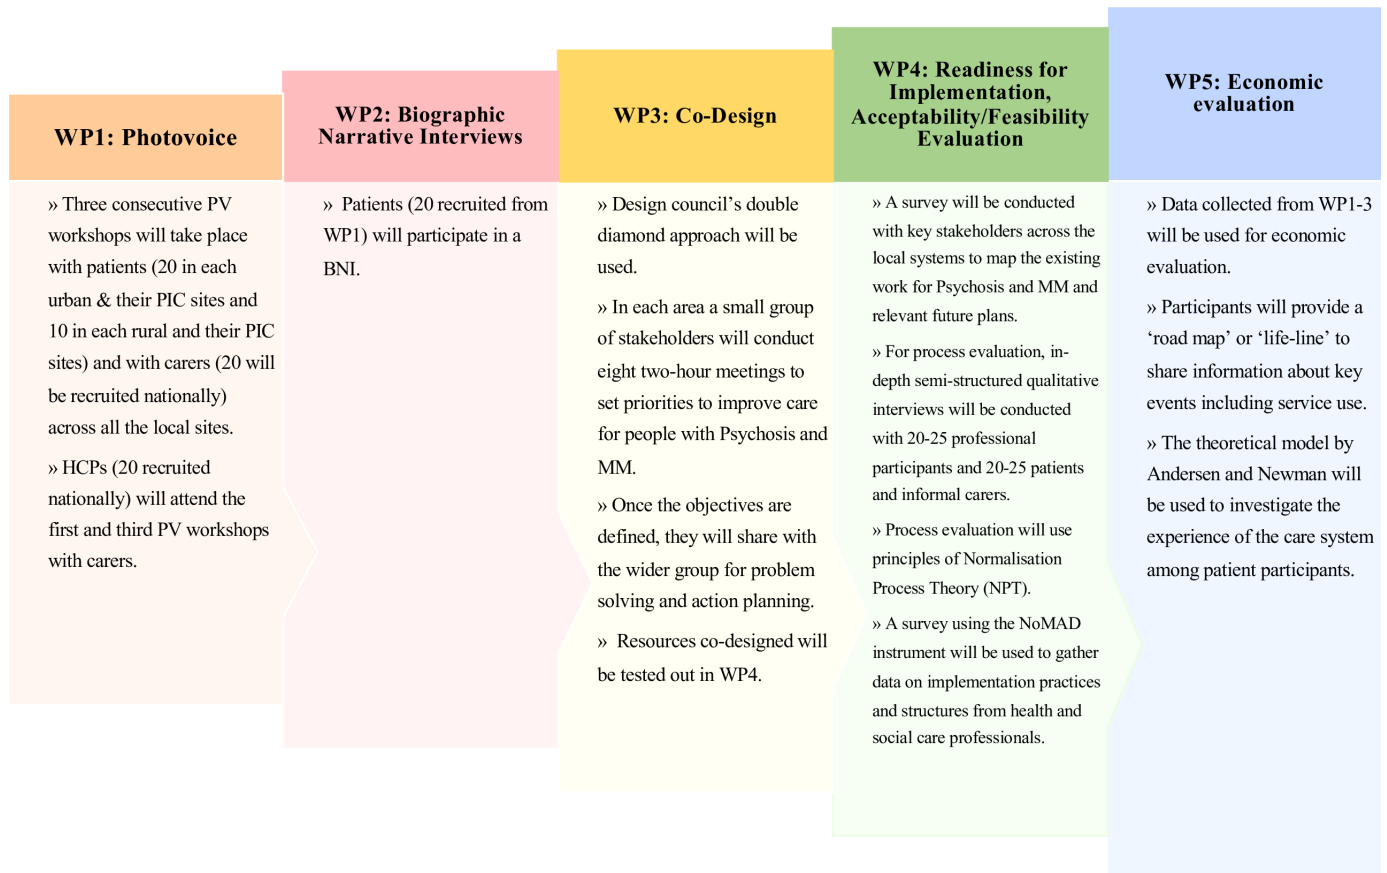 WP1: Photovoice
» Three consecutive PV
workshops will take place
with patients (20 in each
urban & their PIC sites and
10 in each rural and their PIC
sites) and with carers (20 will
be recruited nationally)
across all the local sites.
» HCPs (20 recruited
nationally) will attend the
first and third PV workshops
with carers.
WP2: Biographic
Narrative Interviews
» Patients (20 recruited from
WP1) will participate in a
BNI.
WP3: Co-Design
» Design council’s double
diamond approach will be
used.
» In each area a small group
of stakeholders will conduct
eight two-hour meetings to
set priorities to improve care
for people with Psychosis and
MM.
» Once the objectives are
defined, they will share with
the wider group for problem
solving and action planning.
» Resources co-designed will
be tested out in WP4.
WP4: Readiness for
Implementation,
Acceptability/Feasibility
Evaluation
» A survey will be conducted
with key stakeholders across the
local systems to map the existing
work for Psychosis and MM and
relevant future plans.
» For process evaluation, in-
depth semi-structured qualitative
interviews will be conducted
with 20-25 professional
participants and 20-25 patients
and informal carers.
» Process evaluation will use
principles of Normalisation
Process Theory (NPT).
» A survey using the NoMAD
instrument will be used to gather
data on implementation practices
and structures from health and
social care professionals.
WP5: Economic
evaluation
» Data collected from WP1-3
will be used for economic
evaluation.
» Participants will provide a
‘road map’ or ‘life-line’ to
share information about key
events including service use.
» The theoretical model by
Andersen and Newman will
be used to investigate the
experience of the care system
among patient participants.